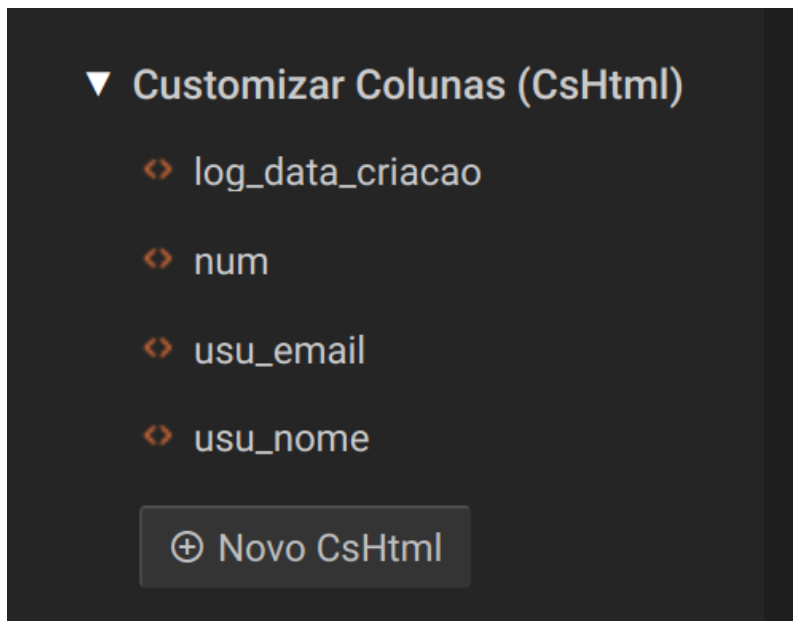 Customizar Colunas (CsHtml)
log_data_criacao
num
usu_email
usu_nome
Novo CsHtml